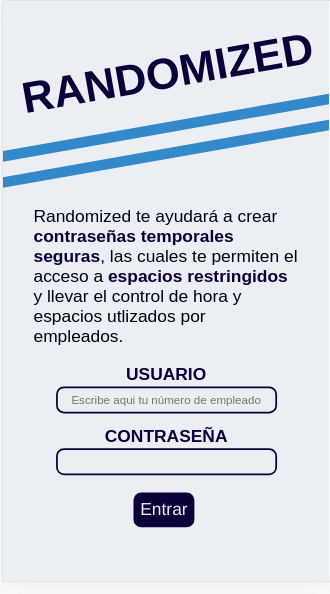 RANDOMIZED
Randomized te ayudará a crear
contraseñas temporales
seguras, las cuales te permiten el
acceso a espacios restringidos
y llevar el control de hora y
espacios utlizados por
empleados.
USUARIO
Escribe aqui tu número de empleado
CONTRASEÑA
Entrar